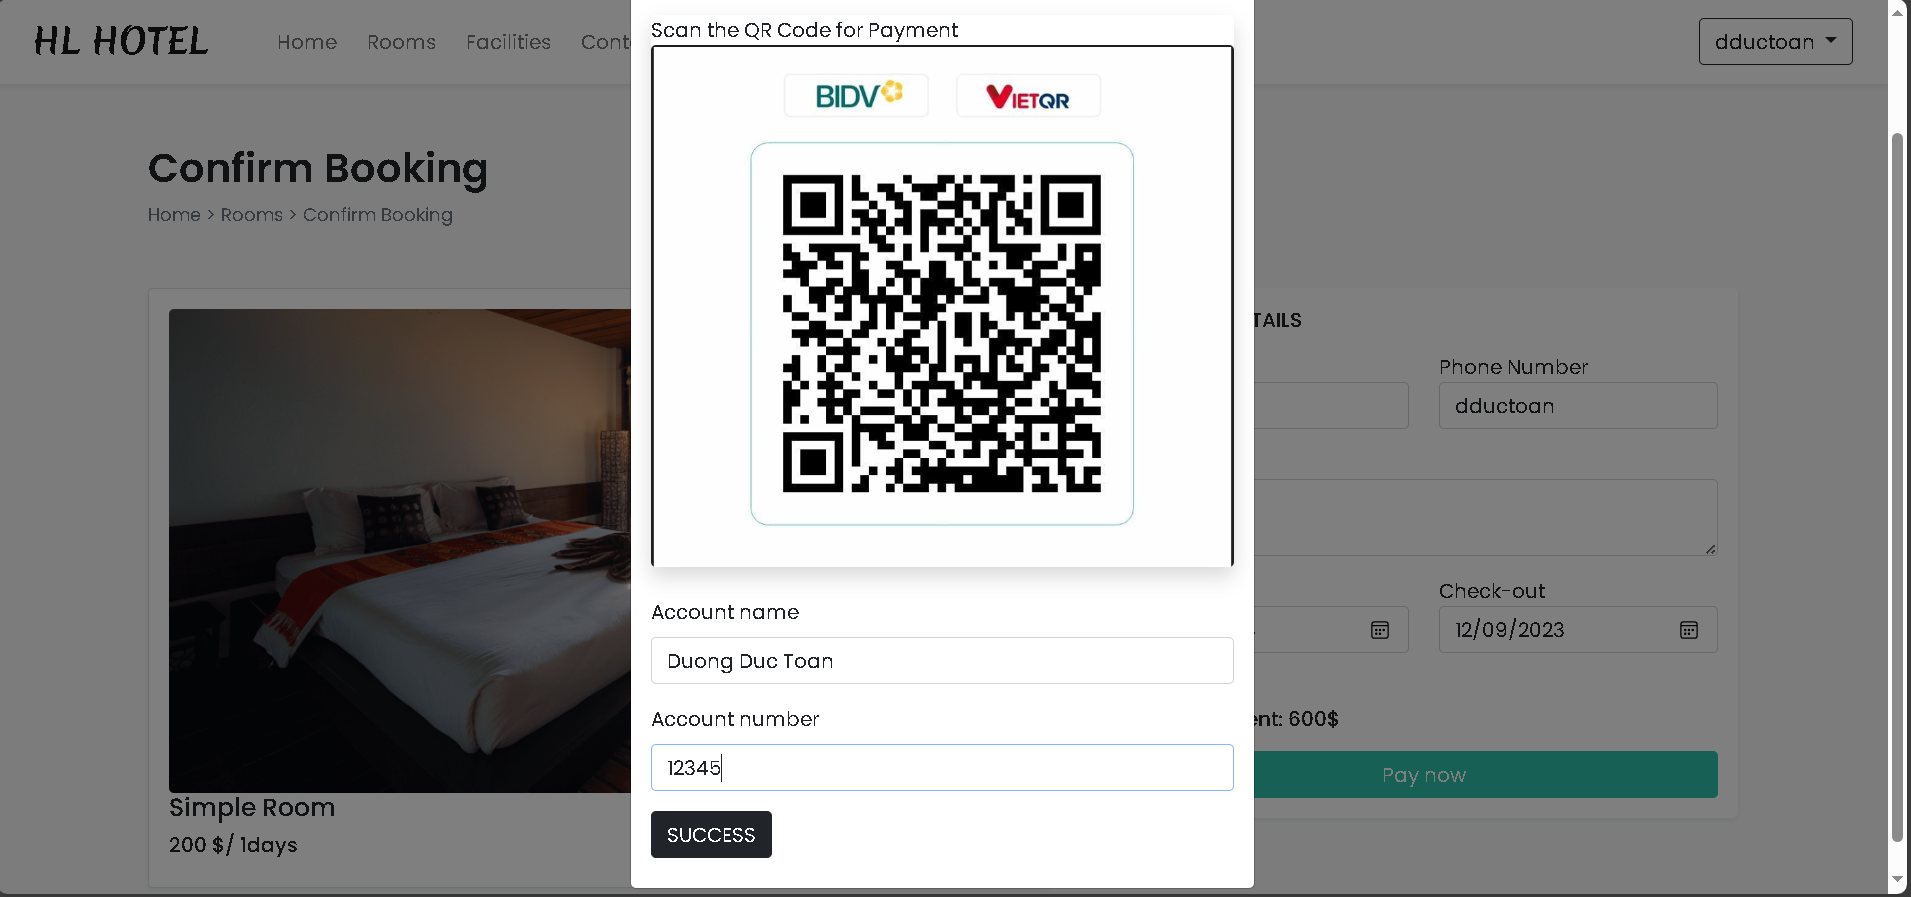 HL HOTEL
Home
Rooms
Facilities
Cont
dductoan
Confirm Booking
Home > Rooms > Confirm Booking
Simple Room
200 $/ 1days
Scan the QR Code for Payment
BIDV
VIETQR
Account name
Duong Duc Toan
Account number
12345
SUCCESS
TAILS
Phone Number
dductoan
Check-out
12/09/2023
ent: 600$
Pay now